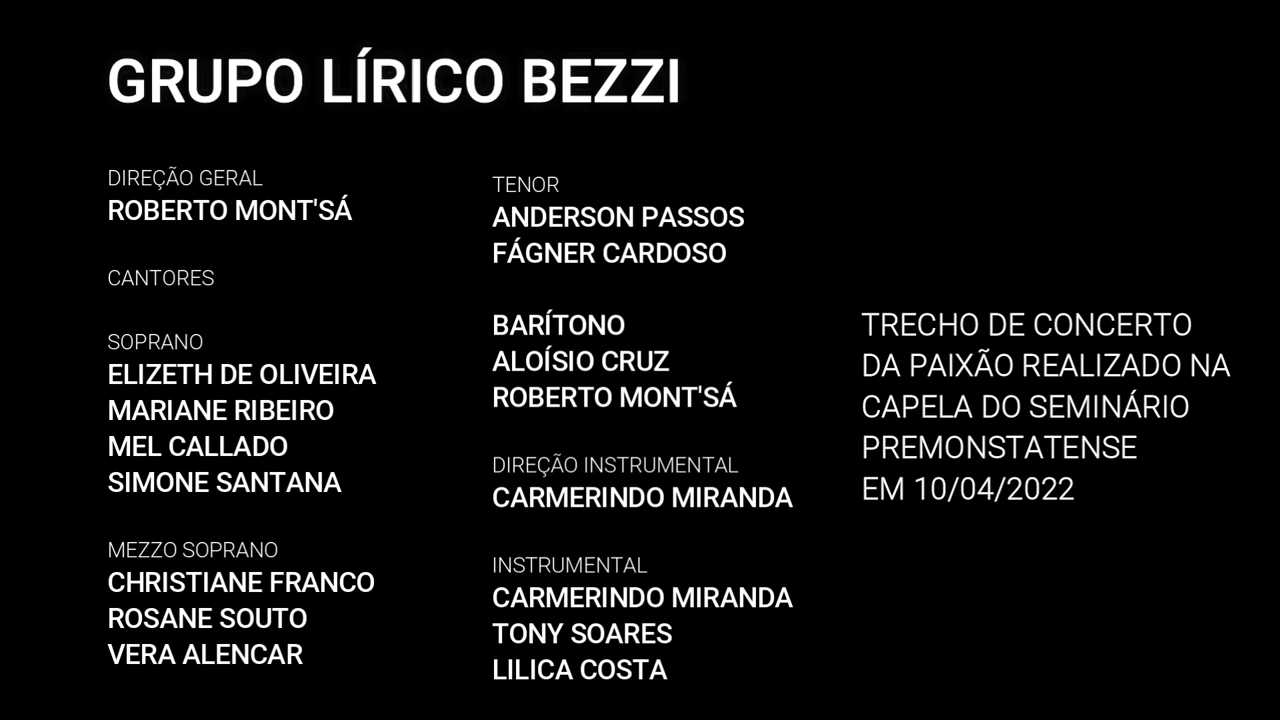 GRUPO LÍRICO BEZZI
DIREÇÃO GERAL
ROBERTO MONT'SÁ
CANTORES
SOPRANO
ELIZETH DE OLIVEIRA
MARIANE RIBEIRO
MEL CALLADO
SIMONE SANTANA
MEZZO SOPRANO
CHRISTIANE FRANCO
ROSANE SOUTO
VERA ALENCAR
TENOR
ANDERSON PASSOS
FÁGNER CARDOSO
BARÍTONO
ALOÍSIO CRUZ
ROBERTO MONT'SÁ
DIREÇÃO INSTRUMENTAL
CARMERINDO MIRANDA
INSTRUMENTAL
CARMERINDO MIRANDA
TONY SOARES
LILICA COSTA
TRECHO DE CONCERTO
DA PAIXÃO REALIZADO NA
CAPELA DO SEMINÁRIO
PREMONSTATENSE
EM 10/04/2022